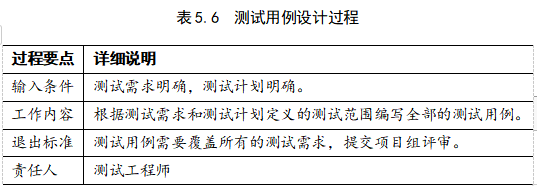 表5.6 测试用例设计过程
过程要点 详细说明
输入条件 测试需求明确，测试计划明确。
工作内容 根据测试需求和测试计划定义的测试范围编写全部的测试用例。
退出标准 测试用例需要覆盖所有的测试需求，提交项目组评审。
责任人 测试工程师